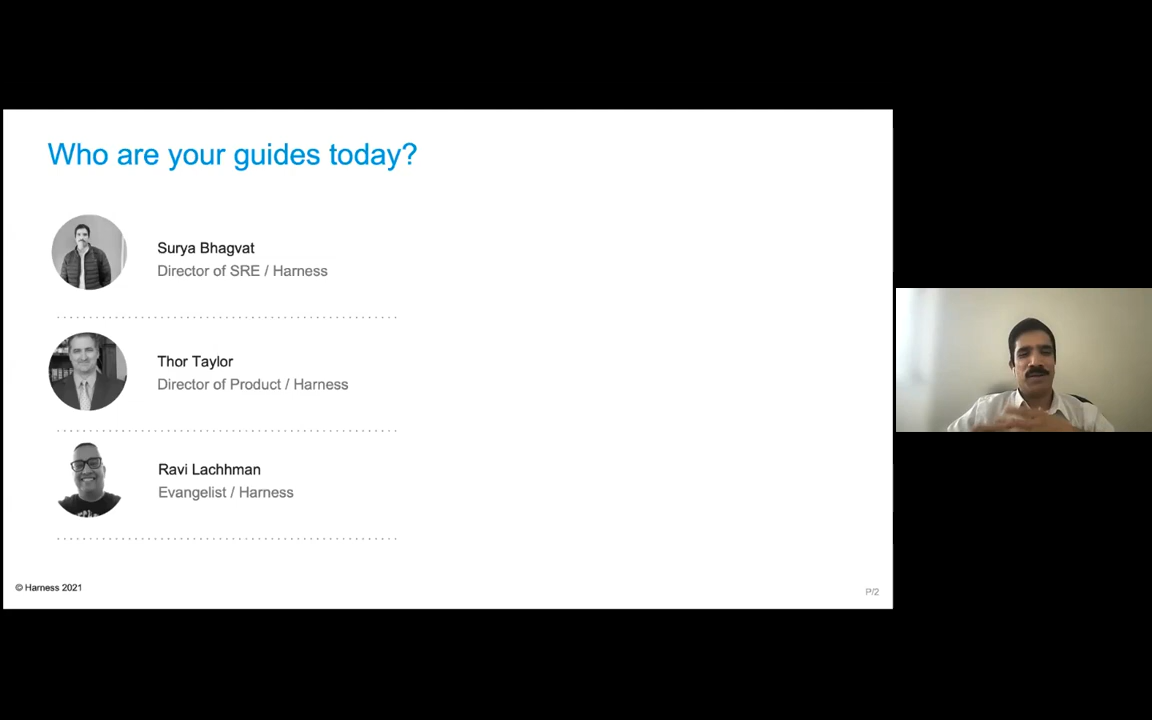 Who are your guides today?
Surya Bhagvat
Director of SRE / Harness
Thor Taylor
Director of Product / Harness
Ravi Lachhman
Evangelist / Harness
© Harness 2021
P/2